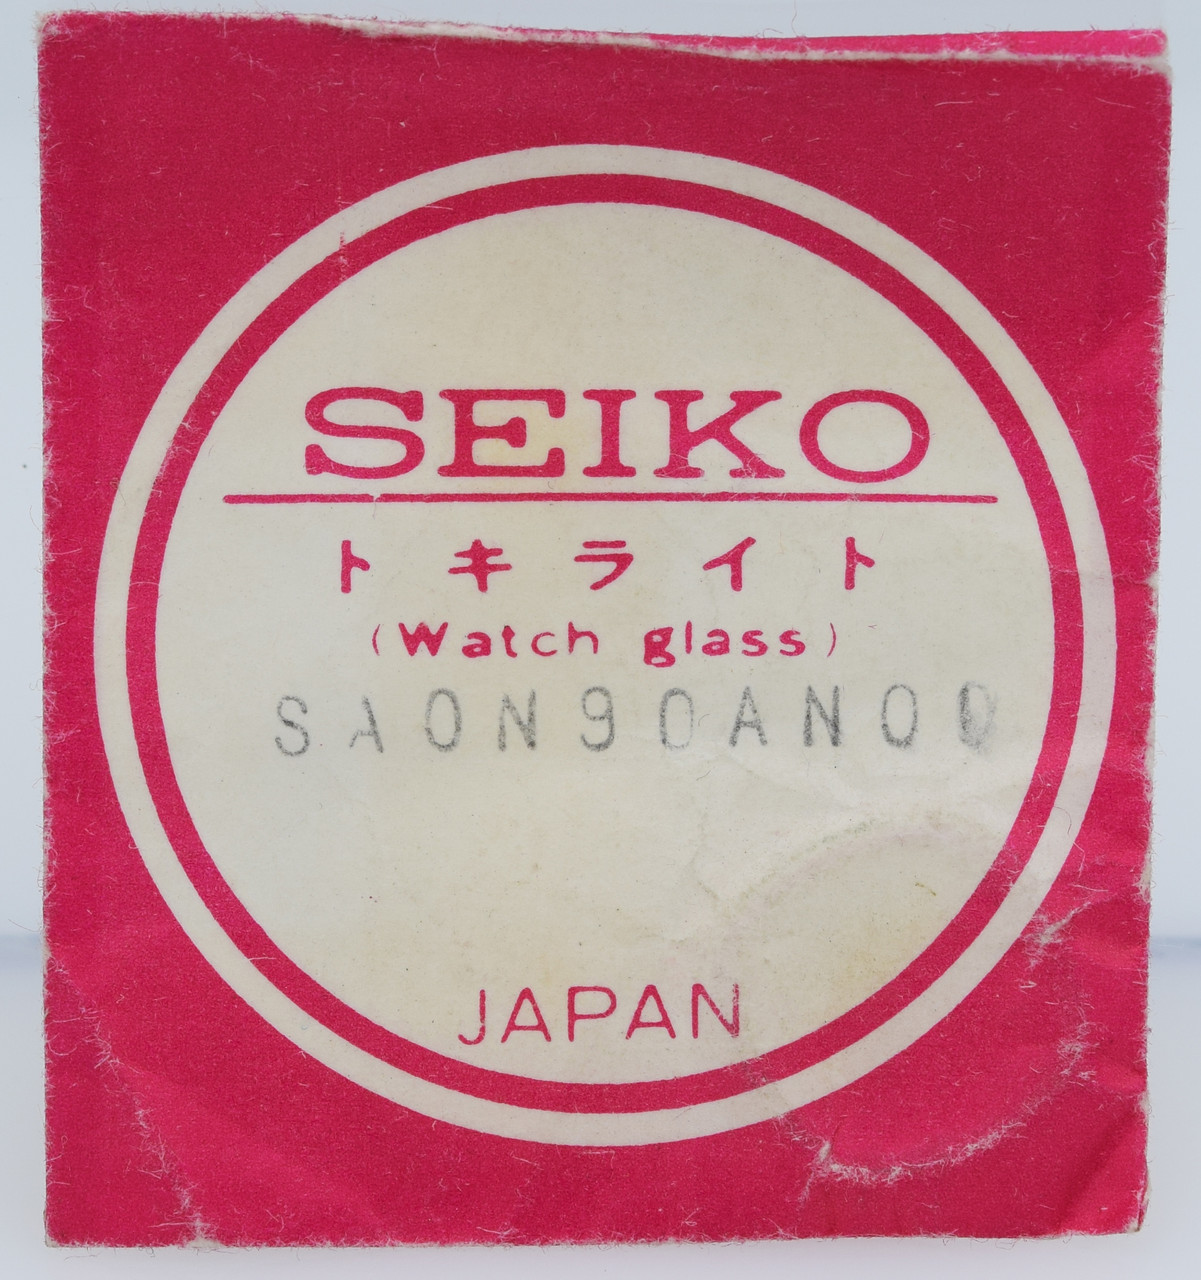 SEIKO
トキライト
(Watch glass)
SA0N90AN00
JAPAN